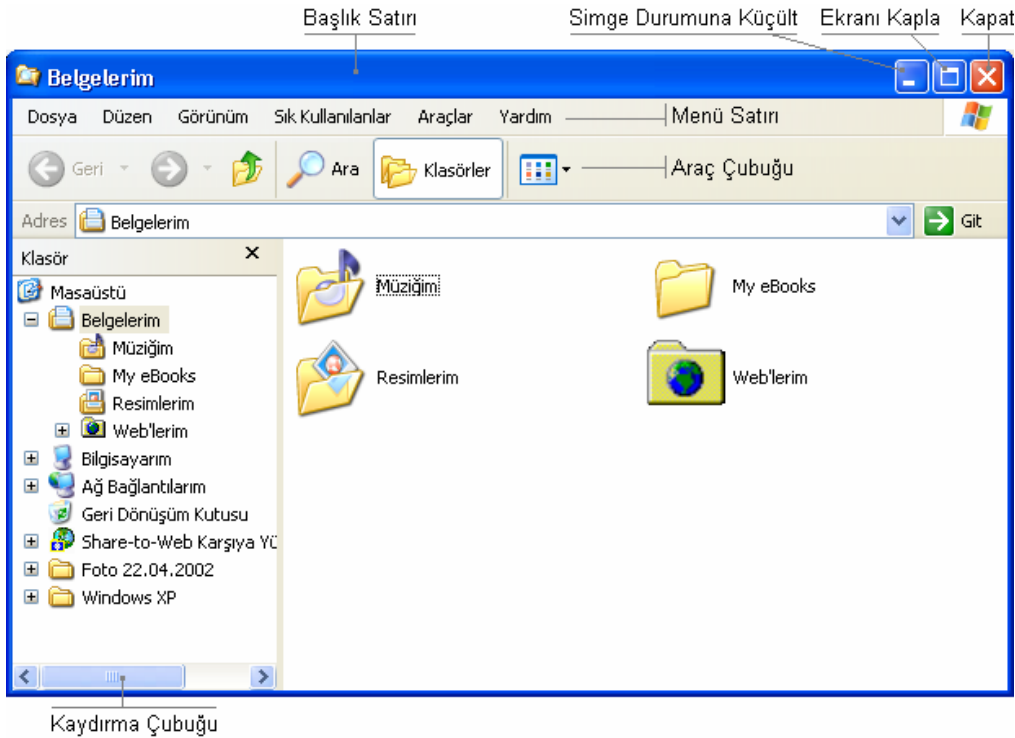 Başlık Satırı Simge Durumuna Küçült Ekranı Kapla Kapat
Belgelerim
Dosya Düzen Görünüm Sık Kullanılanlar Araçlar Yardım Menü Satırı
Geri Ara Klasörler Araç Çubuğu
Adres Belgelerim Git
Klasör
Masaüstü
Belgelerim
Müziğim
My eBooks
Resimlerim
Web'lerim
Bilgisayarım
Ağ Bağlantılarım
Geri Dönüşüm Kutusu
Share-to-Web Karşıya Yü
Foto 22.04.2002
Windows XP
Müziğim My eBooks
Resimlerim Web'lerim
Kaydırma Çubuğu